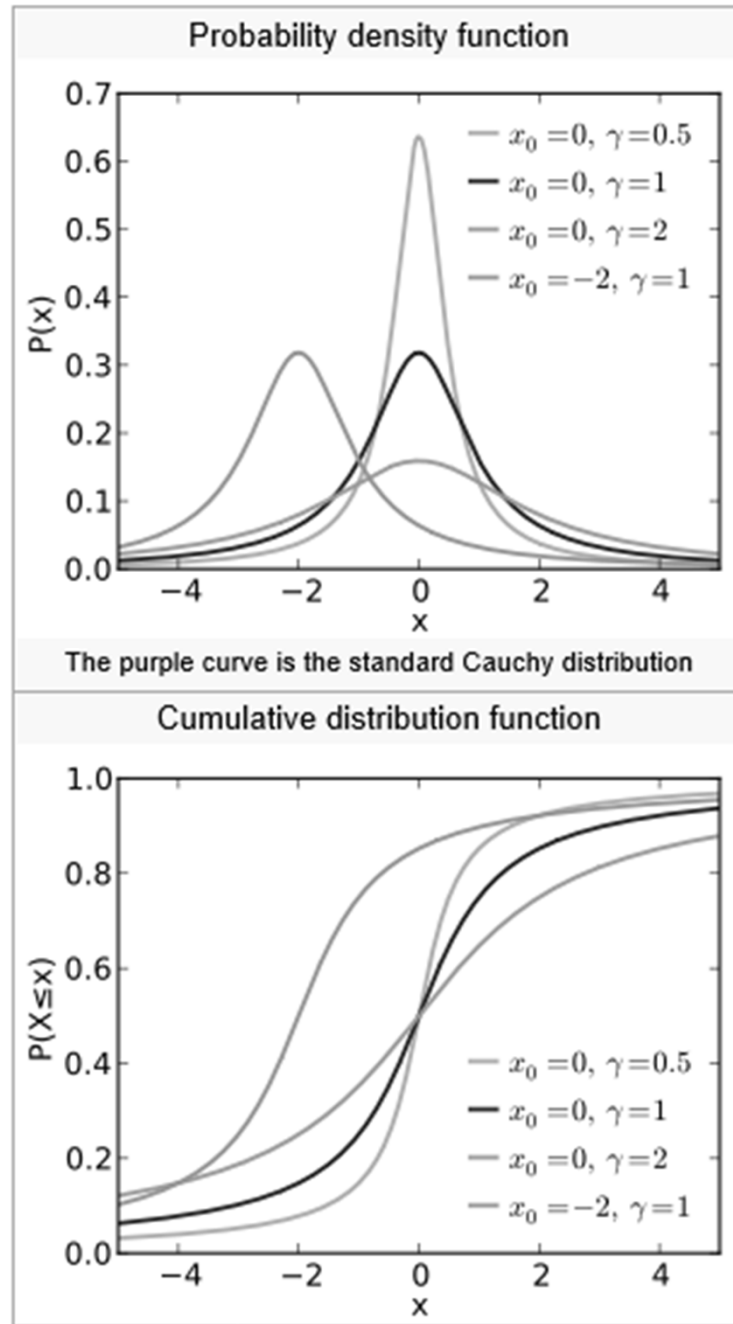 Probability density function
0.7
0.6
0.5
0.4
0.3
0.2
0.1
0.0
P(x)
x₀ =0, γ=0.5
x₀ =0, γ=1
x₀ =0, γ=2
x₀ =−2, γ=1
−4 −2 0 2 4
x
The purple curve is the standard Cauchy distribution
Cumulative distribution function
1.0
0.8
0.6
0.4
0.2
0.0
P(X≤x)
x₀ =0, γ=0.5
x₀ =0, γ=1
x₀ =0, γ=2
x₀ =−2, γ=1
−4 −2 0 2 4
x